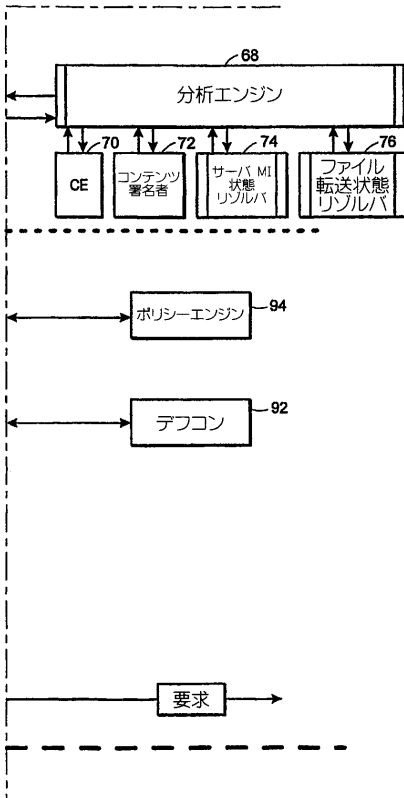 68
分析エンジン
70
72
74
76
CE
コンテンツ
署名者
サーバ MI
状態
リゾルバ
ファイル
転送状態
リゾルバ
ポリシーエンジン
94
デフコン
92
要求